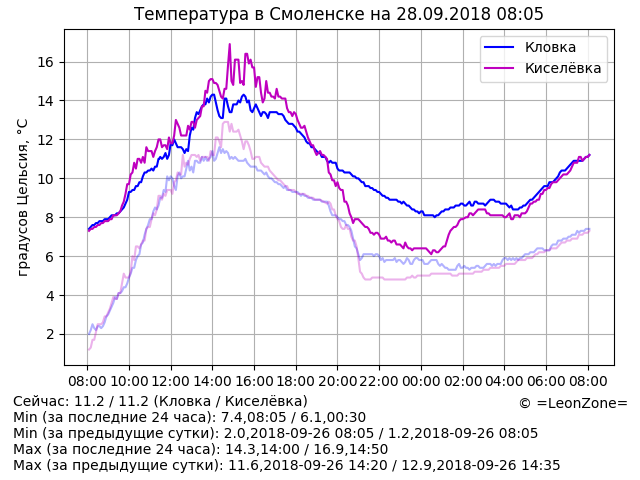 Температура в Смоленске на 28.09.2018 08:05
градусов Цельсия, °C
16
14
12
10
8
6
4
2
Кловка
Киселёвка
08:00 10:00 12:00 14:00 16:00 18:00 20:00 22:00 00:00 02:00 04:00 06:00 08:00
Сейчас: 11.2 / 11.2 (Кловка / Киселёвка)
© =LeonZone=
Min (за последние 24 часа): 7.4,08:05 / 6.1,00:30
Min (за предыдущие сутки): 2.0,2018-09-26 08:05 / 1.2,2018-09-26 08:05
Max (за последние 24 часа): 14.3,14:00 / 16.9,14:50
Max (за предыдущие сутки): 11.6,2018-09-26 14:20 / 12.9,2018-09-26 14:35